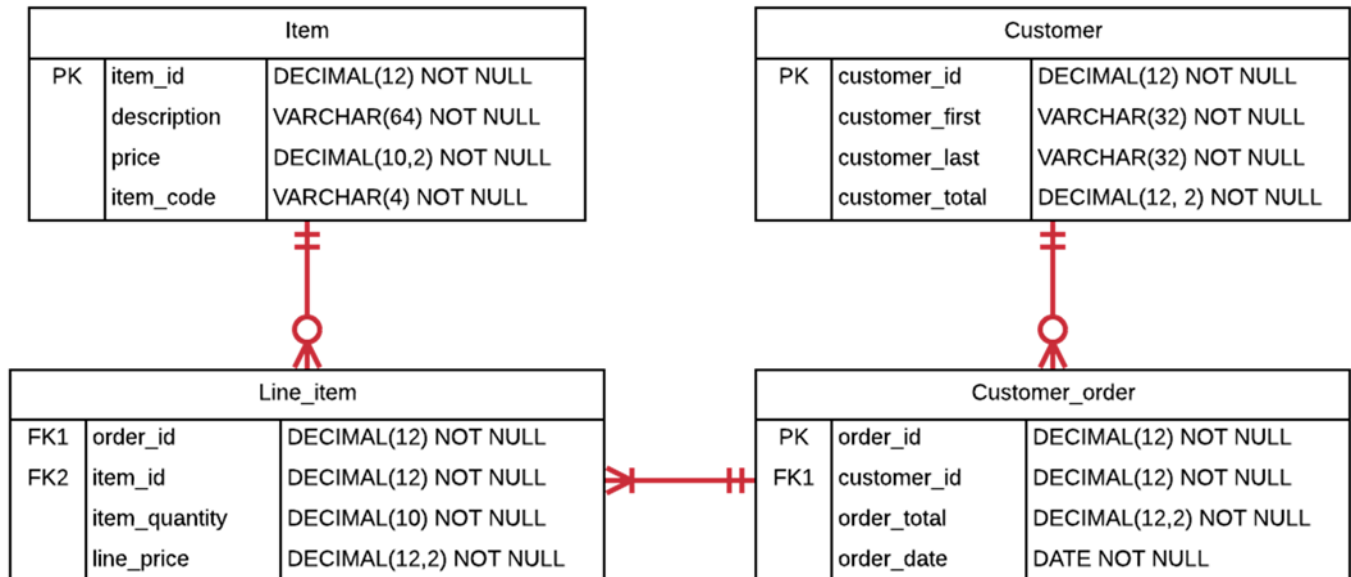 Item
PK item_id DECIMAL(12) NOT NULL
description VARCHAR(64) NOT NULL
price DECIMAL(10,2) NOT NULL
item_code VARCHAR(4) NOT NULL
Customer
PK customer_id DECIMAL(12) NOT NULL
customer_first VARCHAR(32) NOT NULL
customer_last VARCHAR(32) NOT NULL
customer_total DECIMAL(12, 2) NOT NULL
Line_item
FK1 order_id DECIMAL(12) NOT NULL
FK2 item_id DECIMAL(12) NOT NULL
item_quantity DECIMAL(10) NOT NULL
line_price DECIMAL(12,2) NOT NULL
Customer_order
PK order_id DECIMAL(12) NOT NULL
FK1 customer_id DECIMAL(12) NOT NULL
order_total DECIMAL(12,2) NOT NULL
order_date DATE NOT NULL